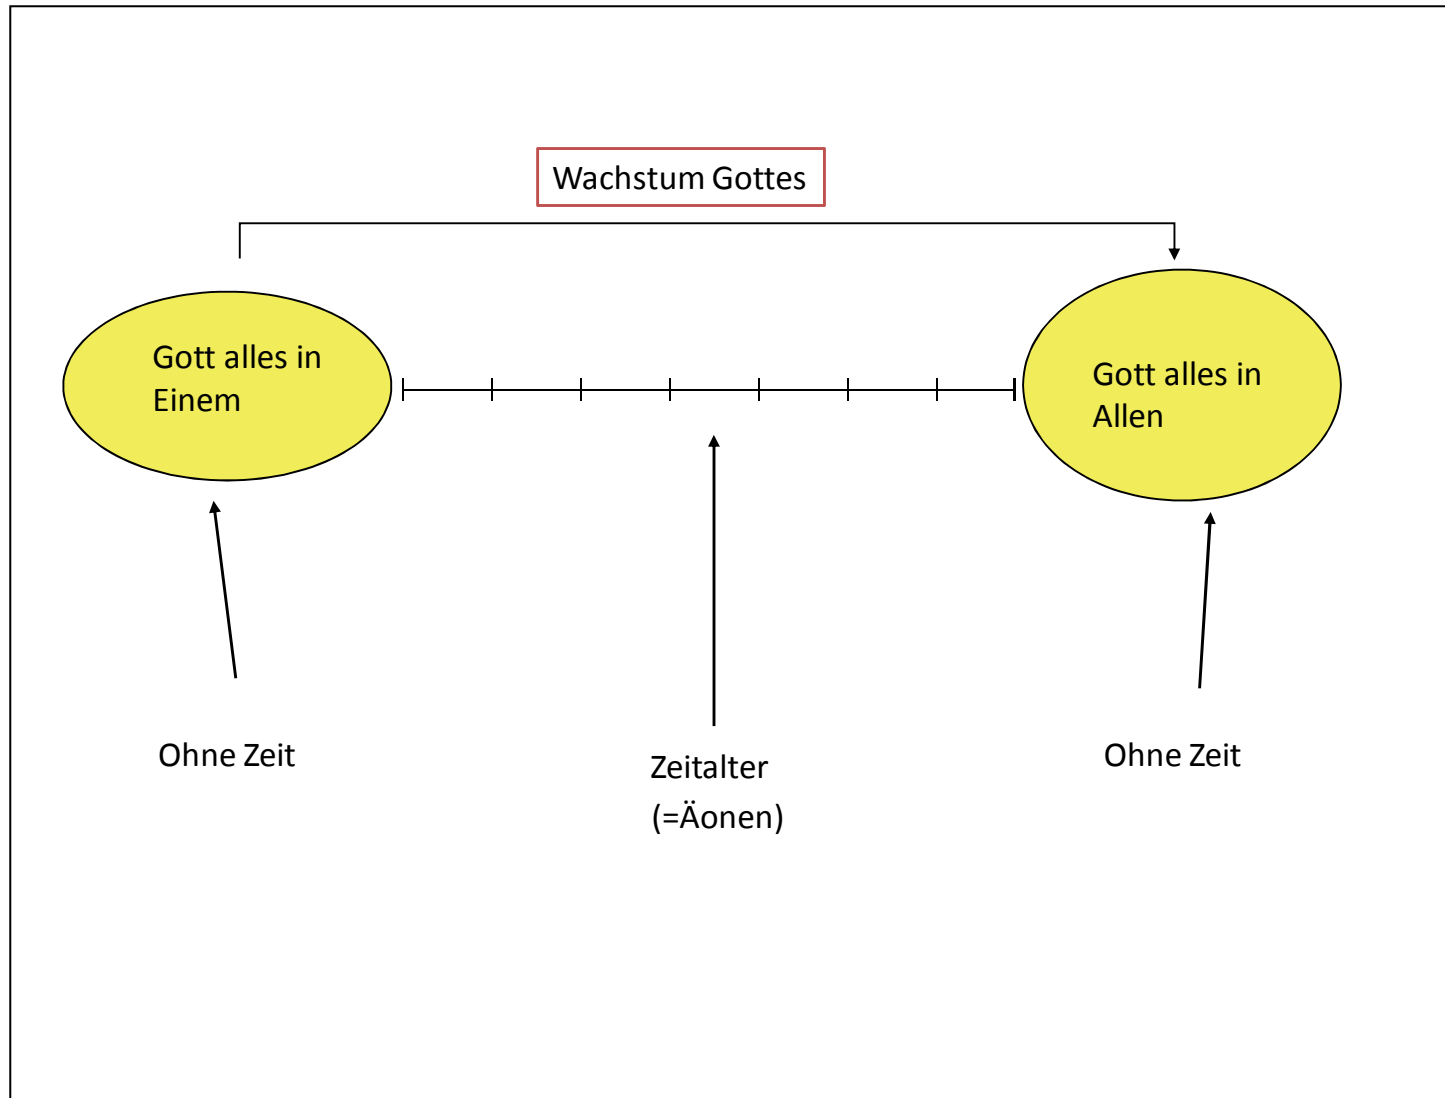 Wachstum Gottes
Gott alles in
Einem
Gott alles in
Allen
Ohne Zeit
Zeitalter
(=Äonen)
Ohne Zeit